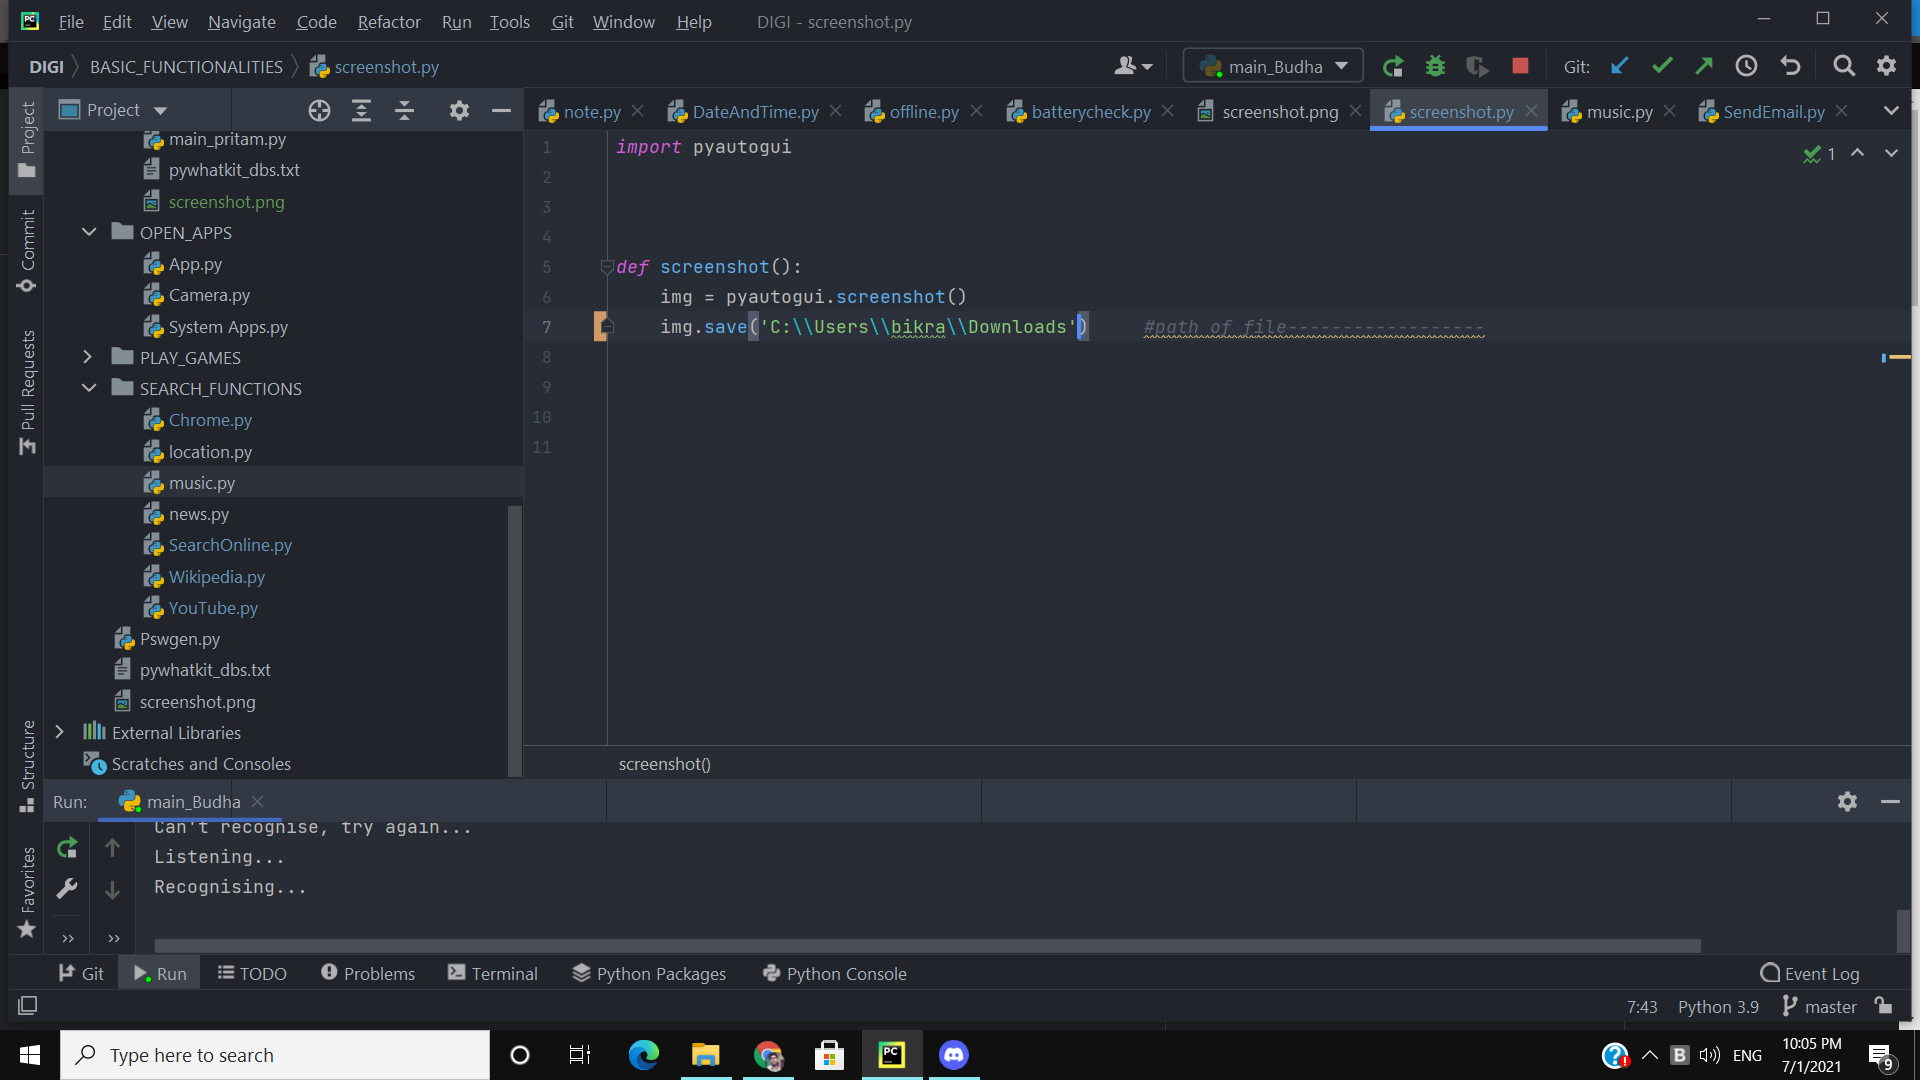 PC File Edit View Navigate Code Refactor Run Tools Git Window Help DIGI - screenshot.py
DIGI BASIC_FUNCTIONALITIES screenshot.py main_Budha Git:
Project note.py DateAndTime.py offline.py batterycheck.py screenshot.png screenshot.py music.py SendEmail.py
Project
Commit
Pull Requests
Structure
Favorites
main_pritam.py
pywhatkit_dbs.txt
screenshot.png
OPEN_APPS
App.py
Camera.py
System Apps.py
PLAY_GAMES
SEARCH_FUNCTIONS
Chrome.py
location.py
music.py
news.py
SearchOnline.py
Wikipedia.py
YouTube.py
Pswgen.py
pywhatkit_dbs.txt
screenshot.png
External Libraries
Scratches and Consoles
1 import pyautogui
2
3
4
5 def screenshot():
6 img = pyautogui.screenshot()
7 img.save('C:\\Users\\bikra\\Downloads') #path of file------------------
8
9
10
11
1
screenshot()
Run: main_Budha
Can't recognise, try again...
Listening...
Recognising...
Git Run TODO Problems Terminal Python Packages Python Console Event Log
7:43 Python 3.9 master
Type here to search
PC
B ENG 10:05 PM
7/1/2021
9